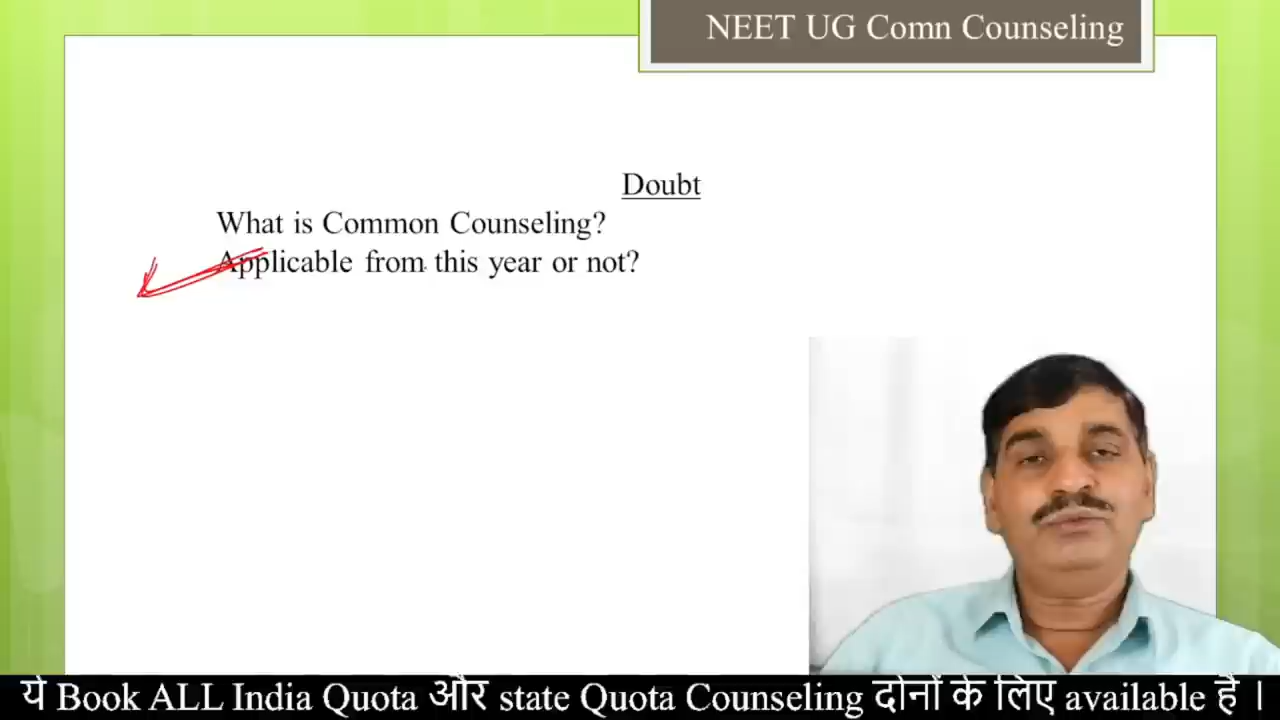 NEET UG Comn Counseling
Doubt
What is Common Counseling?
Applicable from this year or not?
ये Book ALL India Quota और state Quota Counseling दोनों के लिए available है ।